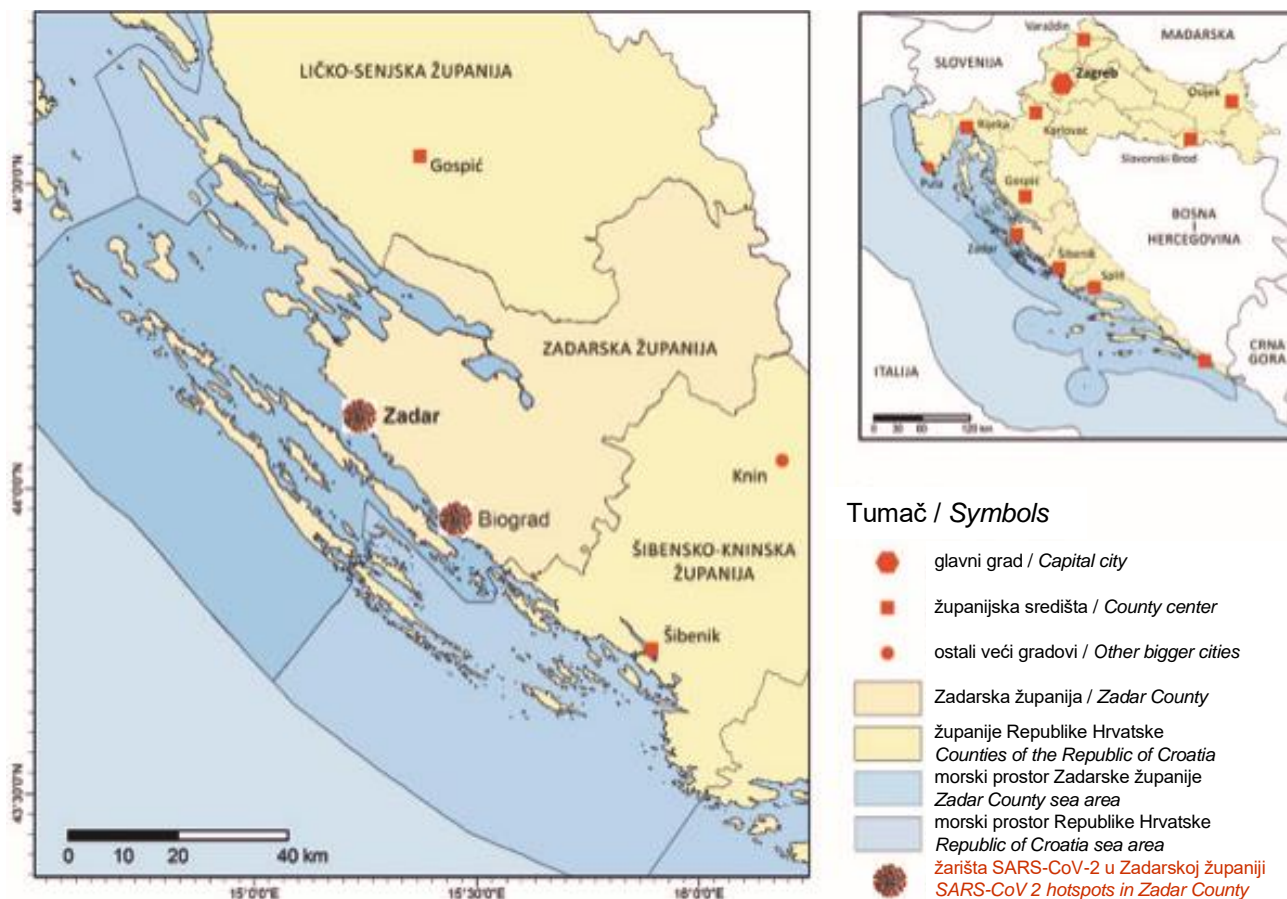 LIČKO-SENJSKA ŽUPANIJA
Gospić
ZADARSKA ŽUPANIJA
Zadar
Knin
Biograd
ŠIBENSKO-KNINSKA
ŽUPANIJA
Šibenik
44°30'0"N
44°0'0"N
43°30'0"N
0 10 20 40 km
15°0'0"E
15°30'0"E
16°0'0"E
Varaždin
MAĐARSKA
SLOVENIJA
Zagreb
Osijek
Rijeka
Karlovac
Slavonski Brod
Pula
Gospić
BOSNA
I
HERCEGOVINA
Zadar
Šibenik
Split
CRNA
GORA
ITALIJA
0 30 60 120 km
Tumač / Symbols
glavni grad / Capital city
županijska središta / County center
ostali veći gradovi / Other bigger cities
Zadarska županija / Zadar County
županije Republike Hrvatske
Counties of the Republic of Croatia
morski prostor Zadarske županije
Zadar County sea area
morski prostor Republike Hrvatske
Republic of Croatia sea area
žarišta SARS-CoV-2 u Zadarskoj županiji
SARS-CoV 2 hotspots in Zadar County